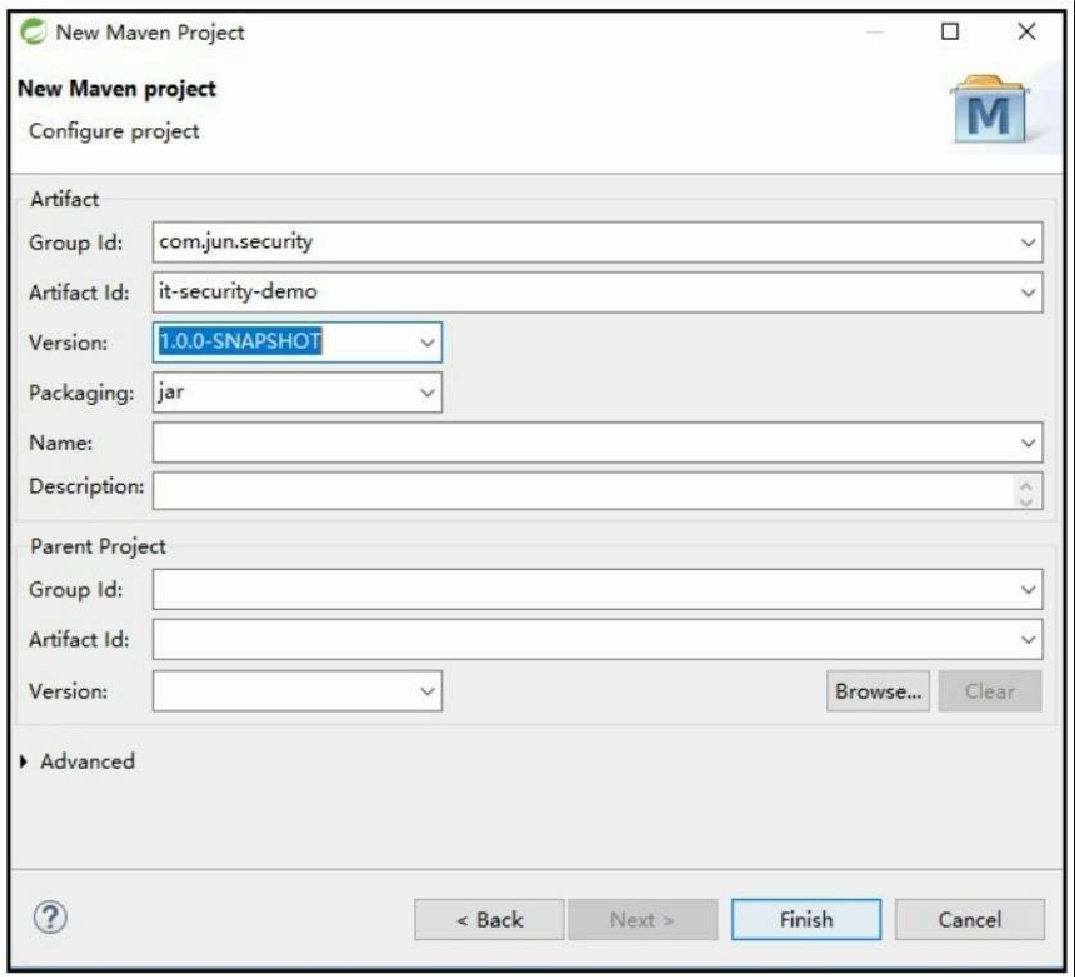 New Maven Project
New Maven project
Configure project
M
Artifact
Group Id: com.jun.security
Artifact Id: it-security-demo
Version: 1.0.0-SNAPSHOT
Packaging: jar
Name:
Description:
Parent Project
Group Id:
Artifact Id:
Version: Browse... Clear
Advanced
? < Back Next > Finish Cancel